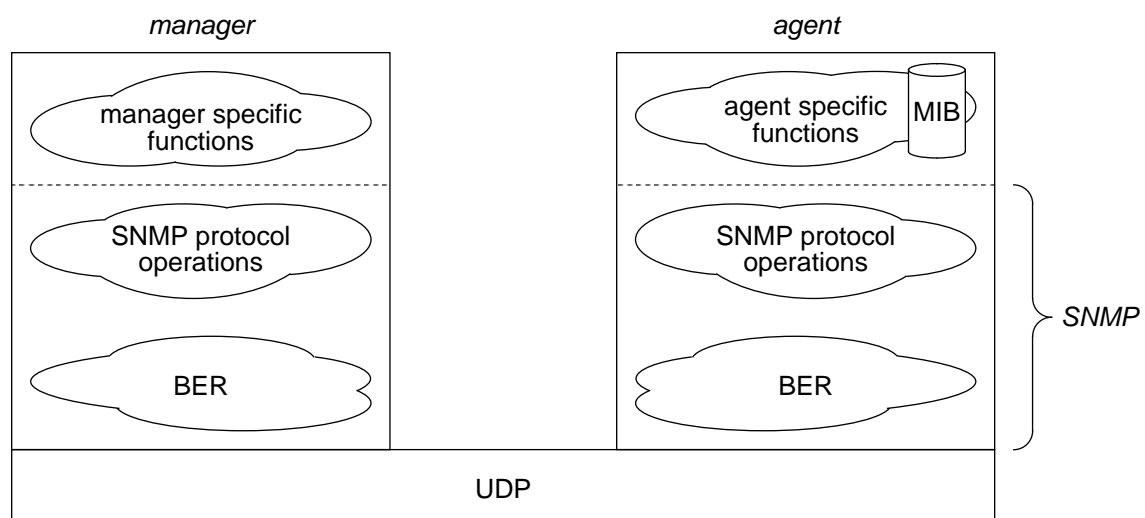 manager
agent
manager specific
functions
agent specific
functions
MIB
SNMP protocol
operations
SNMP protocol
operations
SNMP
BER
BER
UDP